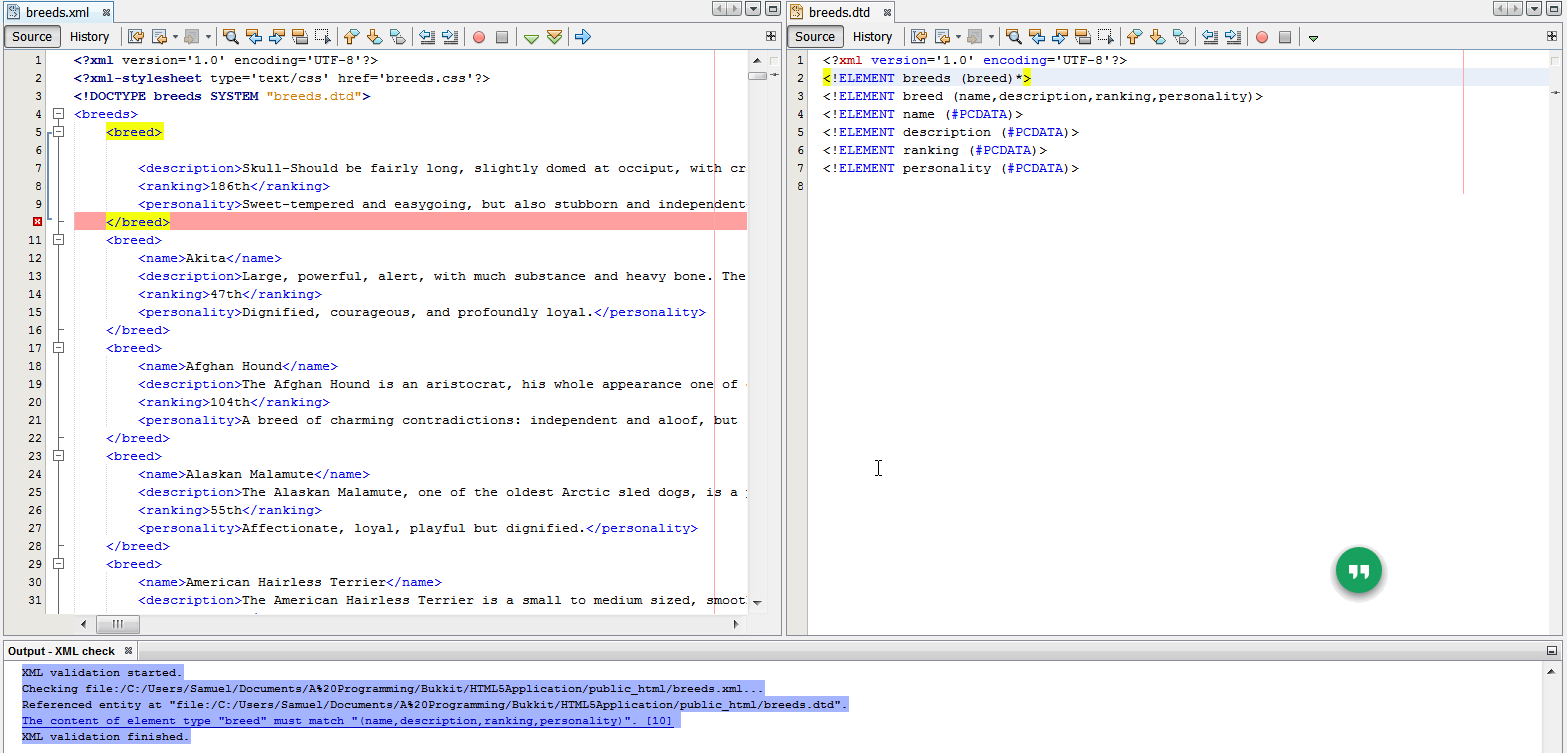 breeds.xml
Source History
1 <?xml version='1.0' encoding='UTF-8'?>
2 <?xml-stylesheet type='text/css' href='breeds.css'?>
3 <!DOCTYPE breeds SYSTEM "breeds.dtd">
4 <breeds>
5 <breed>
6
7 <description>Skull-Should be fairly long, slightly domed at occiput, with cr
8 <ranking>186th</ranking>
9 <personality>Sweet-tempered and easygoing, but also stubborn and independent
</breed>
11 <breed>
12 <name>Akita</name>
13 <description>Large, powerful, alert, with much substance and heavy bone. The
14 <ranking>47th</ranking>
15 <personality>Dignified, courageous, and profoundly loyal.</personality>
16 </breed>
17 <breed>
18 <name>Afghan Hound</name>
19 <description>The Afghan Hound is an aristocrat, his whole appearance one of
20 <ranking>104th</ranking>
21 <personality>A breed of charming contradictions: independent and aloof, but
22 </breed>
23 <breed>
24 <name>Alaskan Malamute</name>
25 <description>The Alaskan Malamute, one of the oldest Arctic sled dogs, is a
26 <ranking>55th</ranking>
27 <personality>Affectionate, loyal, playful but dignified.</personality>
28 </breed>
29 <breed>
30 <name>American Hairless Terrier</name>
31 <description>The American Hairless Terrier is a small to medium sized, smoot
breeds.dtd
Source History
1 <?xml version='1.0' encoding='UTF-8'?>
2 <!ELEMENT breeds (breed)*>
3 <!ELEMENT breed (name,description,ranking,personality)>
4 <!ELEMENT name (#PCDATA)>
5 <!ELEMENT description (#PCDATA)>
6 <!ELEMENT ranking (#PCDATA)>
7 <!ELEMENT personality (#PCDATA)>
8
Output - XML check
XML validation started.
Checking file:/C:/Users/Samuel/Documents/A%20Programming/Bukkit/HTML5Application/public_html/breeds.xml...
Referenced entity at "file:/C:/Users/Samuel/Documents/A%20Programming/Bukkit/HTML5Application/public_html/breeds.dtd".
The content of element type "breed" must match "(name,description,ranking,personality)". [10]
XML validation finished.